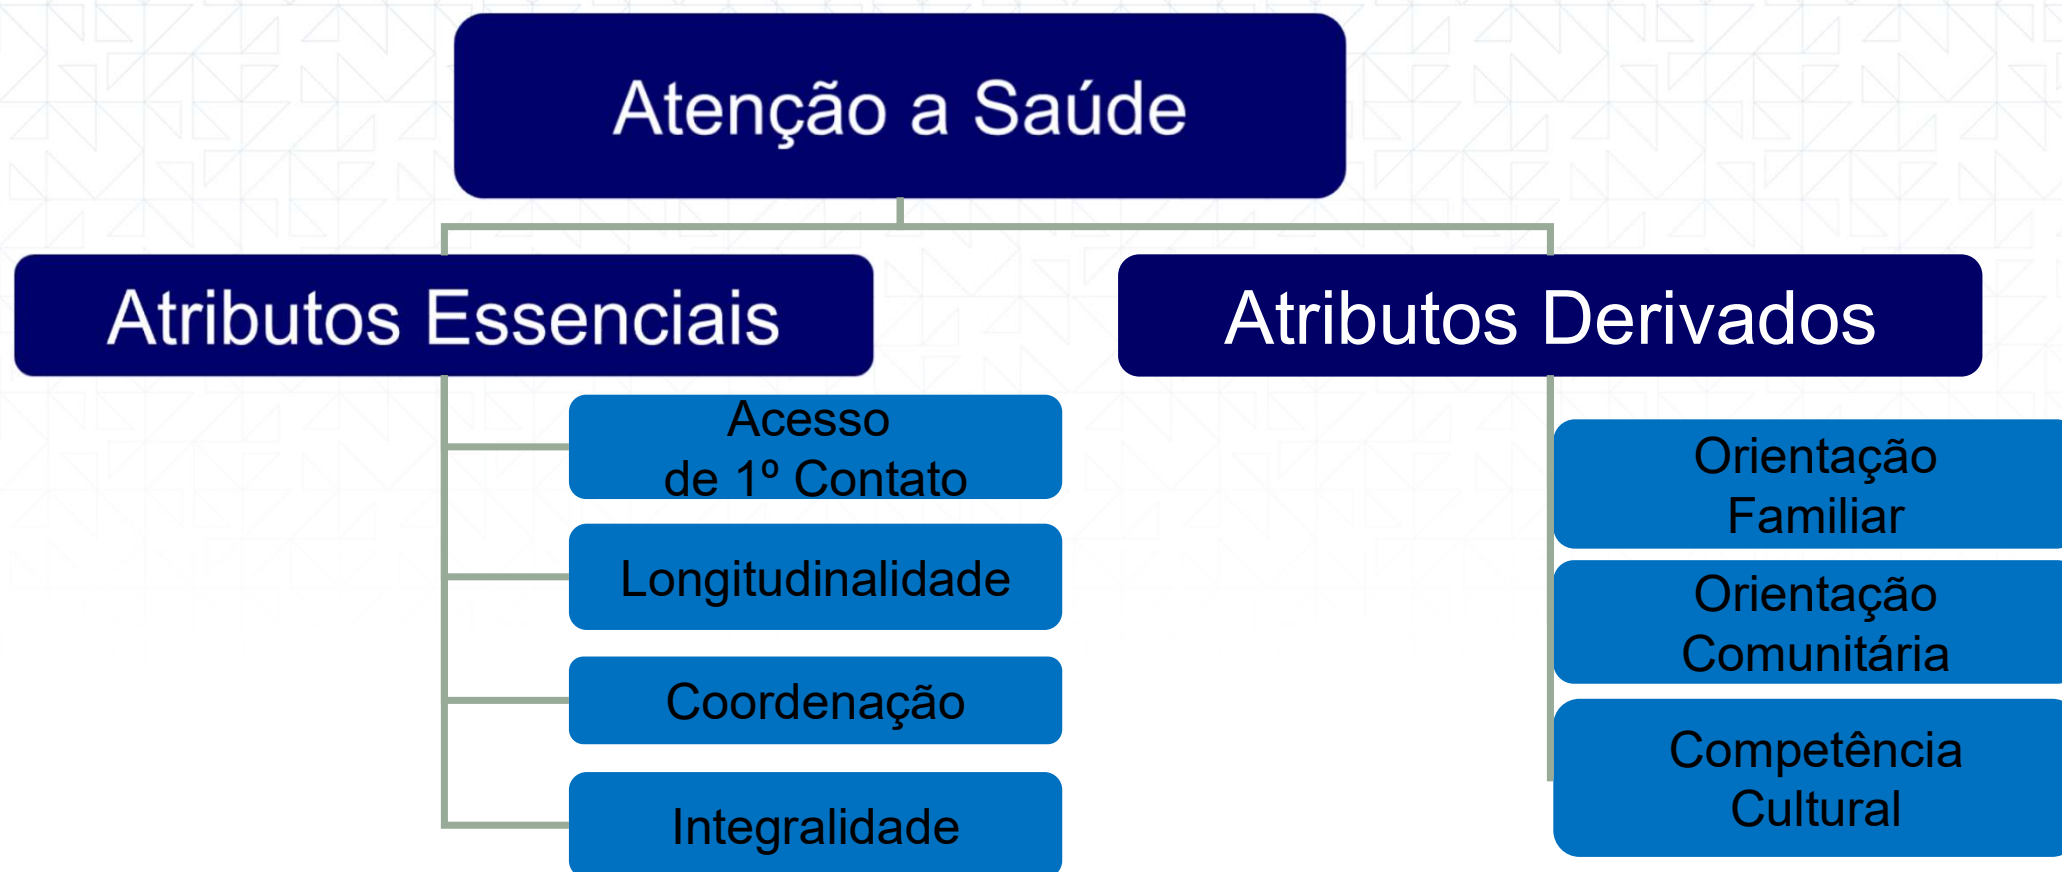 Atenção a Saúde
Atributos Essenciais
Acesso
de 1º Contato
Longitudinalidade
Coordenação
Integralidade
Atributos Derivados
Orientação
Familiar
Orientação
Comunitária
Competência
Cultural